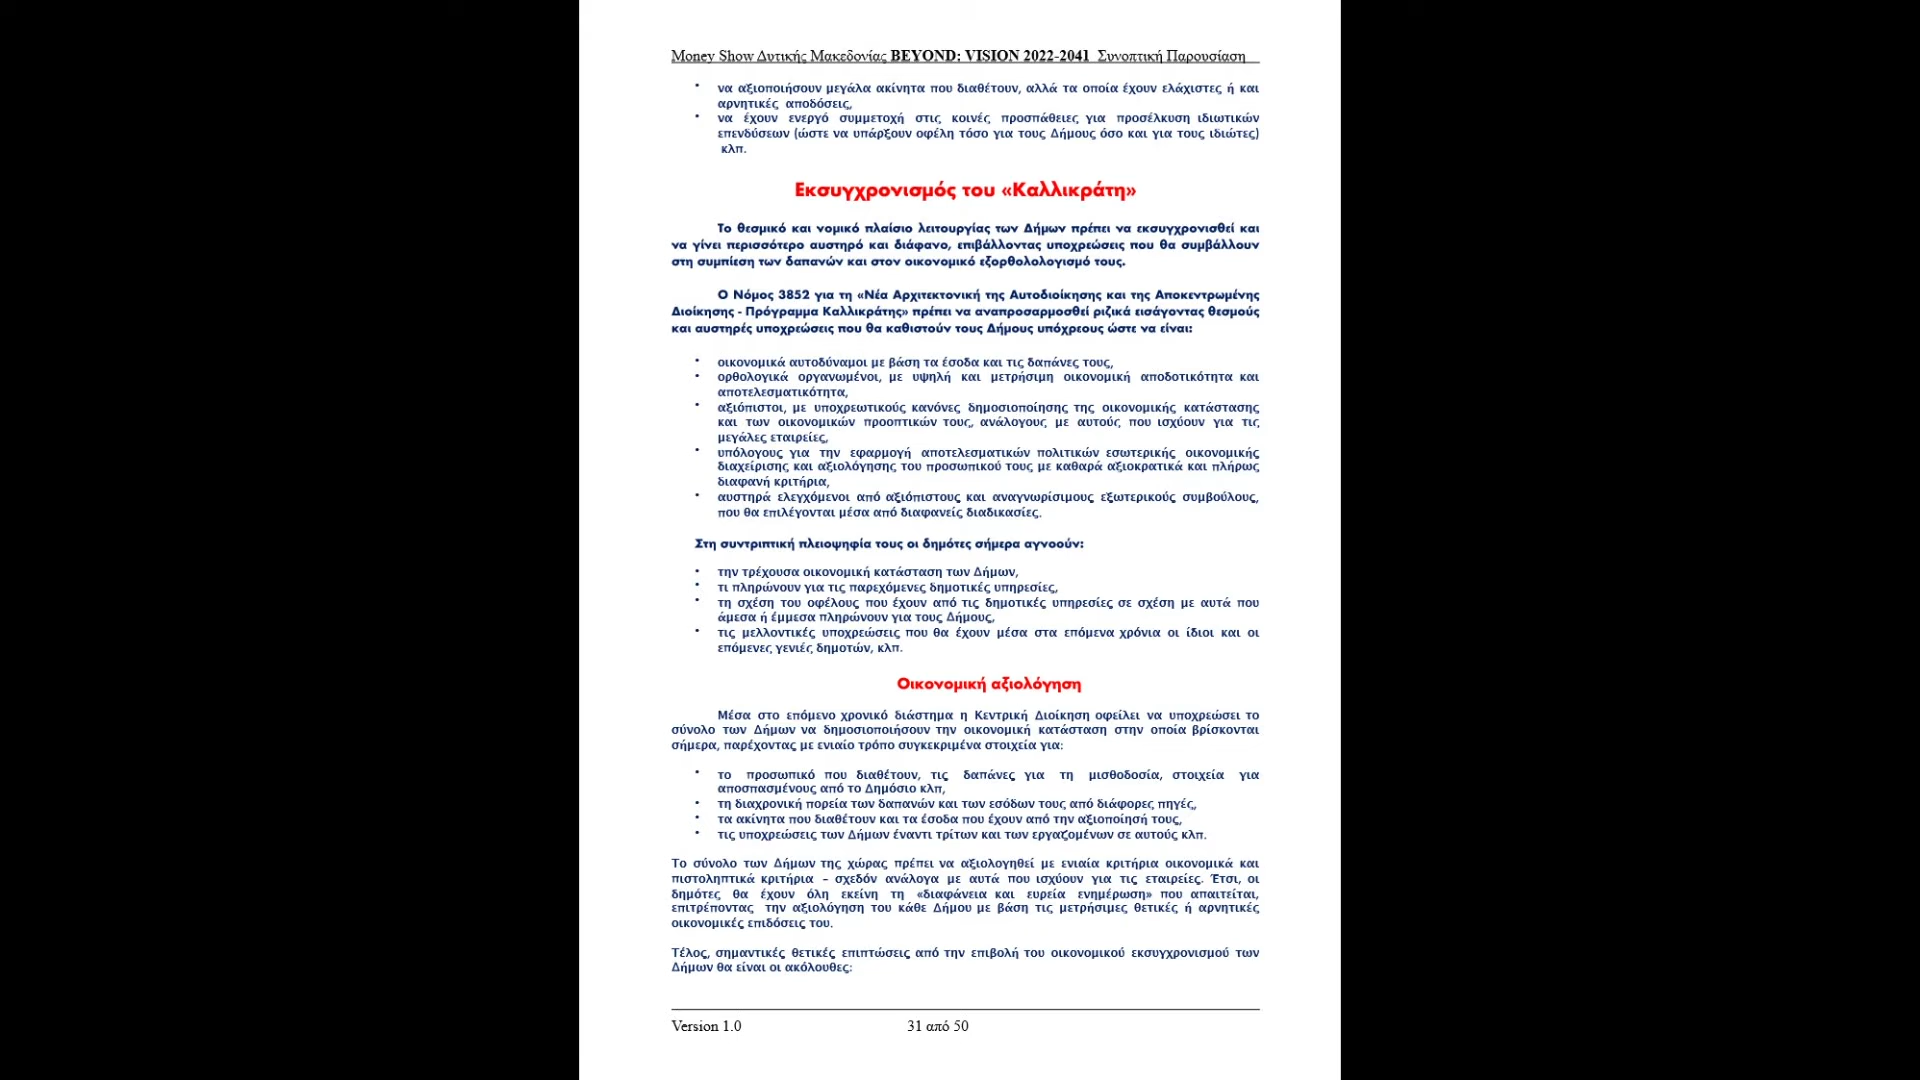 Money Show Δυτικής Μακεδονίας BEYOND: VISION 2022-2041 Συνοπτική Παρουσίαση
• να αξιοποιήσουν μεγάλα ακίνητα που διαθέτουν, αλλά τα οποία έχουν ελάχιστες ή και
αρνητικές αποδόσεις,
• να έχουν ενεργό συμμετοχή στις κοινές προσπάθειες για προσέλκυση ιδιωτικών
επενδύσεων (ώστε να υπάρξουν οφέλη τόσο για τους Δήμους όσο και για τους ιδιώτες)
κλπ.
Εκσυγχρονισμός του «Καλλικράτη»
Το θεσμικό και νομικό πλαίσιο λειτουργίας των Δήμων πρέπει να εκσυγχρονισθεί και
να γίνει περισσότερο αυστηρό και διάφανο, επιβάλλοντας υποχρεώσεις που θα συμβάλλουν
στη συμπίεση των δαπανών και στον οικονομικό εξορθολολογισμό τους.
Ο Νόμος 3852 για τη «Νέα Αρχιτεκτονική της Αυτοδιοίκησης και της Αποκεντρωμένης
Διοίκησης - Πρόγραμμα Καλλικράτης» πρέπει να αναπροσαρμοσθεί ριζικά εισάγοντας θεσμούς
και αυστηρές υποχρεώσεις που θα καθιστούν τους Δήμους υπόχρεους ώστε να είναι:
• οικονομικά αυτοδύναμοι με βάση τα έσοδα και τις δαπάνες τους,
• ορθολογικά οργανωμένοι, με υψηλή και μετρήσιμη οικονομική αποδοτικότητα και
αποτελεσματικότητα,
• αξιόπιστοι, με υποχρεωτικούς κανόνες δημοσιοποίησης της οικονομικής κατάστασης
και των οικονομικών προοπτικών τους, ανάλογους με αυτούς που ισχύουν για τις
μεγάλες εταιρείες,
• υπόλογους για την εφαρμογή αποτελεσματικών πολιτικών εσωτερικής οικονομικής
διαχείρισης και αξιολόγησης του προσωπικού τους με καθαρά αξιοκρατικά και πλήρως
διαφανή κριτήρια,
• αυστηρά ελεγχόμενοι από αξιόπιστους και αναγνωρίσιμους εξωτερικούς συμβούλους,
που θα επιλέγονται μέσα από διαφανείς διαδικασίες.
Στη συντριπτική πλειοψηφία τους οι δημότες σήμερα αγνοούν:
• την τρέχουσα οικονομική κατάσταση των Δήμων,
• τι πληρώνουν για τις παρεχόμενες δημοτικές υπηρεσίες,
• τη σχέση του οφέλους που έχουν από τις δημοτικές υπηρεσίες σε σχέση με αυτά που
άμεσα ή έμμεσα πληρώνουν για τους Δήμους,
• τις μελλοντικές υποχρεώσεις που θα έχουν μέσα στα επόμενα χρόνια οι ίδιοι και οι
επόμενες γενιές δημοτών, κλπ.
Οικονομική αξιολόγηση
Μέσα στο επόμενο χρονικό διάστημα η Κεντρική Διοίκηση οφείλει να υποχρεώσει το
σύνολο των Δήμων να δημοσιοποιήσουν την οικονομική κατάσταση στην οποία βρίσκονται
σήμερα, παρέχοντας με ενιαίο τρόπο συγκεκριμένα στοιχεία για:
• το προσωπικό που διαθέτουν, τις δαπάνες για τη μισθοδοσία, στοιχεία για
αποσπασμένους από το Δημόσιο κλπ,
• τη διαχρονική πορεία των δαπανών και των εσόδων τους από διάφορες πηγές,
• τα ακίνητα που διαθέτουν και τα έσοδα που έχουν από την αξιοποίησή τους,
• τις υποχρεώσεις των Δήμων έναντι τρίτων και των εργαζομένων σε αυτούς κλπ.
Το σύνολο των Δήμων της χώρας πρέπει να αξιολογηθεί με ενιαία κριτήρια οικονομικά και
πιστοληπτικά κριτήρια – σχεδόν ανάλογα με αυτά που ισχύουν για τις εταιρείες. Έτσι, οι
δημότες θα έχουν όλη εκείνη τη «διαφάνεια και ευρεία ενημέρωση» που απαιτείται,
επιτρέποντας την αξιολόγηση του κάθε Δήμου με βάση τις μετρήσιμες θετικές ή αρνητικές
οικονομικές επιδόσεις του.
Τέλος, σημαντικές θετικές επιπτώσεις από την επιβολή του οικονομικού εκσυγχρονισμού των
Δήμων θα είναι οι ακόλουθες:
Version 1.0 31 από 50